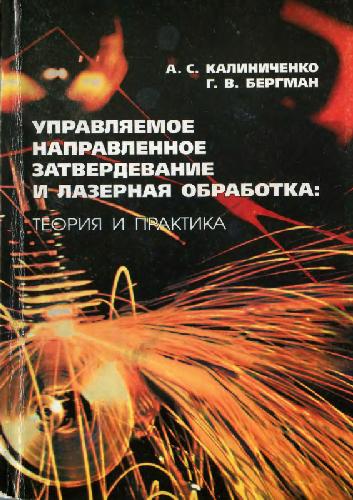 А. С. КАЛИНИЧЕНКО
Г. В. БЕРГМАН
УПРАВЛЯЕМОЕ
НАПРАВЛЕННОЕ
ЗАТВЕРДЕВАНИЕ
И ЛАЗЕРНАЯ ОБРАБОТКА:
ТЕОРИЯ И ПРАКТИКА